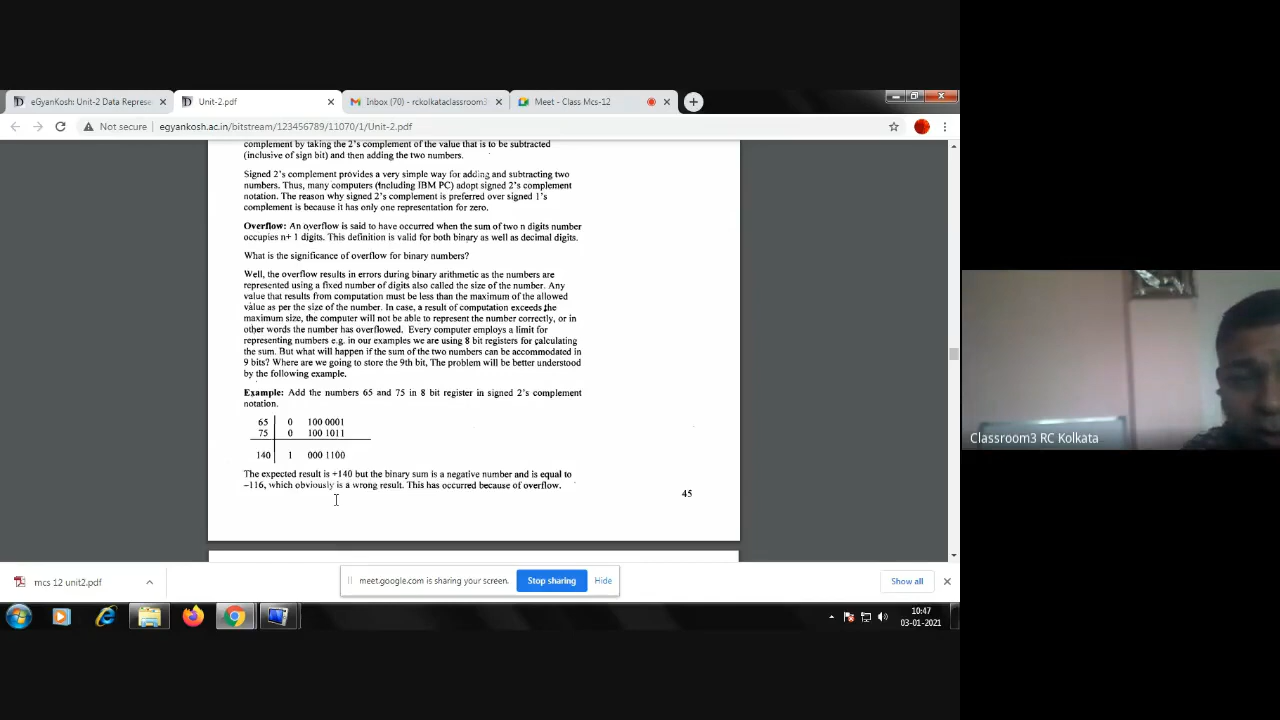 eGyanKosh: Unit-2 Data Represe
Unit-2.pdf
Inbox (70) - rckolkataclassroom3
Meet - Class Mcs-12
Not secure
egyankosh.ac.in/bitstream/123456789/11070/1/Unit-2.pdf
complement by taking the 2's complement of the value that is to be subtracted
(inclusive of sign bit) and then adding the two numbers.
Signed 2's complement provides a very simple way for adding and subtracting two
numbers. Thus, many computers (including IBM PC) adopt signed 2's complement
notation. The reason why signed 2's complement is preferred over signed 1's
complement is because it has only one representation for zero.
Overflow: An overflow is said to have occurred when the sum of two n digits number
occupies n+ 1 digits. This definition is valid for both binary as well as decimal digits.
What is the significance of overflow for binary numbers?
Well, the overflow results in errors during binary arithmetic as the numbers are
represented using a fixed number of digits also called the size of the number. Any
value that results from computation must be less than the maximum of the allowed
value as per the size of the number. In case, a result of computation exceeds the
maximum size, the computer will not be able to represent the number correctly, or in
other words the number has overflowed. Every computer employs a limit for
representing numbers e.g. in our examples we are using 8 bit registers for calculating
the sum. But what will happen if the sum of the two numbers can be accommodated in
9 bits? Where are we going to store the 9th bit, The problem will be better understood
by the following example.
Example: Add the numbers 65 and 75 in 8 bit register in signed 2's complement
notation.
65 0 100 0001
75 0 100 1011
140 1 000 1100
The expected result is +140 but the binary sum is a negative number and is equal to
–116, which obviously is a wrong result. This has occurred because of overflow.
45
Classroom3 RC Kolkata
mcs 12 unit2.pdf
meet.google.com is sharing your screen.
Stop sharing
Hide
Show all
10:47
03-01-2021